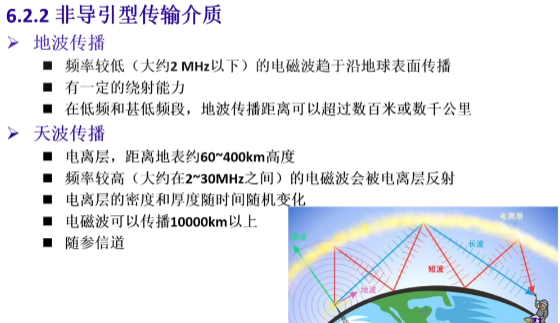 6.2.2 非导引型传输介质
地波传播
频率较低（大约2 MHz以下）的电磁波趋于沿地球表面传播
有一定的绕射能力
在低频和甚低频段，地波传播距离可以超过数百米或数千公里
天波传播
电离层，距离地表约60~400km高度
频率较高（大约在2~30MHz之间）的电磁波会被电离层反射
电离层的密度和厚度随时间随机变化
电磁波可以传播10000km以上
随参信道
电离层
长波
短波
地波